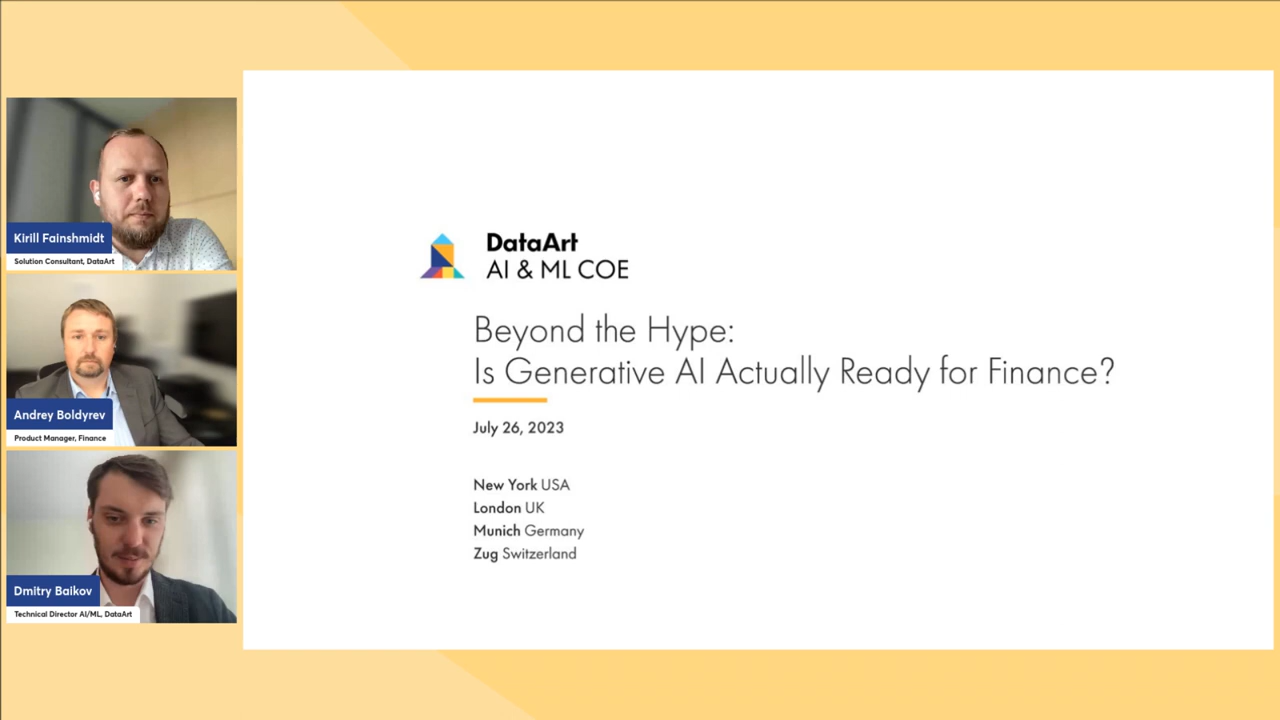 Kirill Fainshmidt
Solution Consultant, DataArt
Andrey Boldyrev
Product Manager, Finance
Dmitry Baikov
Technical Director AI/ML, DataArt
DataArt
AI & ML COE
Beyond the Hype:
Is Generative AI Actually Ready for Finance?
July 26, 2023
New York USA
London UK
Munich Germany
Zug Switzerland